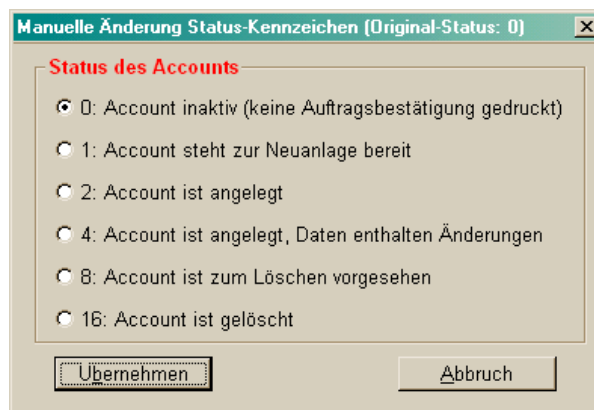 Manuelle Änderung Status-Kennzeichen (Original-Status: 0)
Status des Accounts
0: Account inaktiv (keine Auftragsbestätigung gedruckt)
1: Account steht zur Neuanlage bereit
2: Account ist angelegt
4: Account ist angelegt, Daten enthalten Änderungen
8: Account ist zum Löschen vorgesehen
16: Account ist gelöscht
Übernehmen
Abbruch